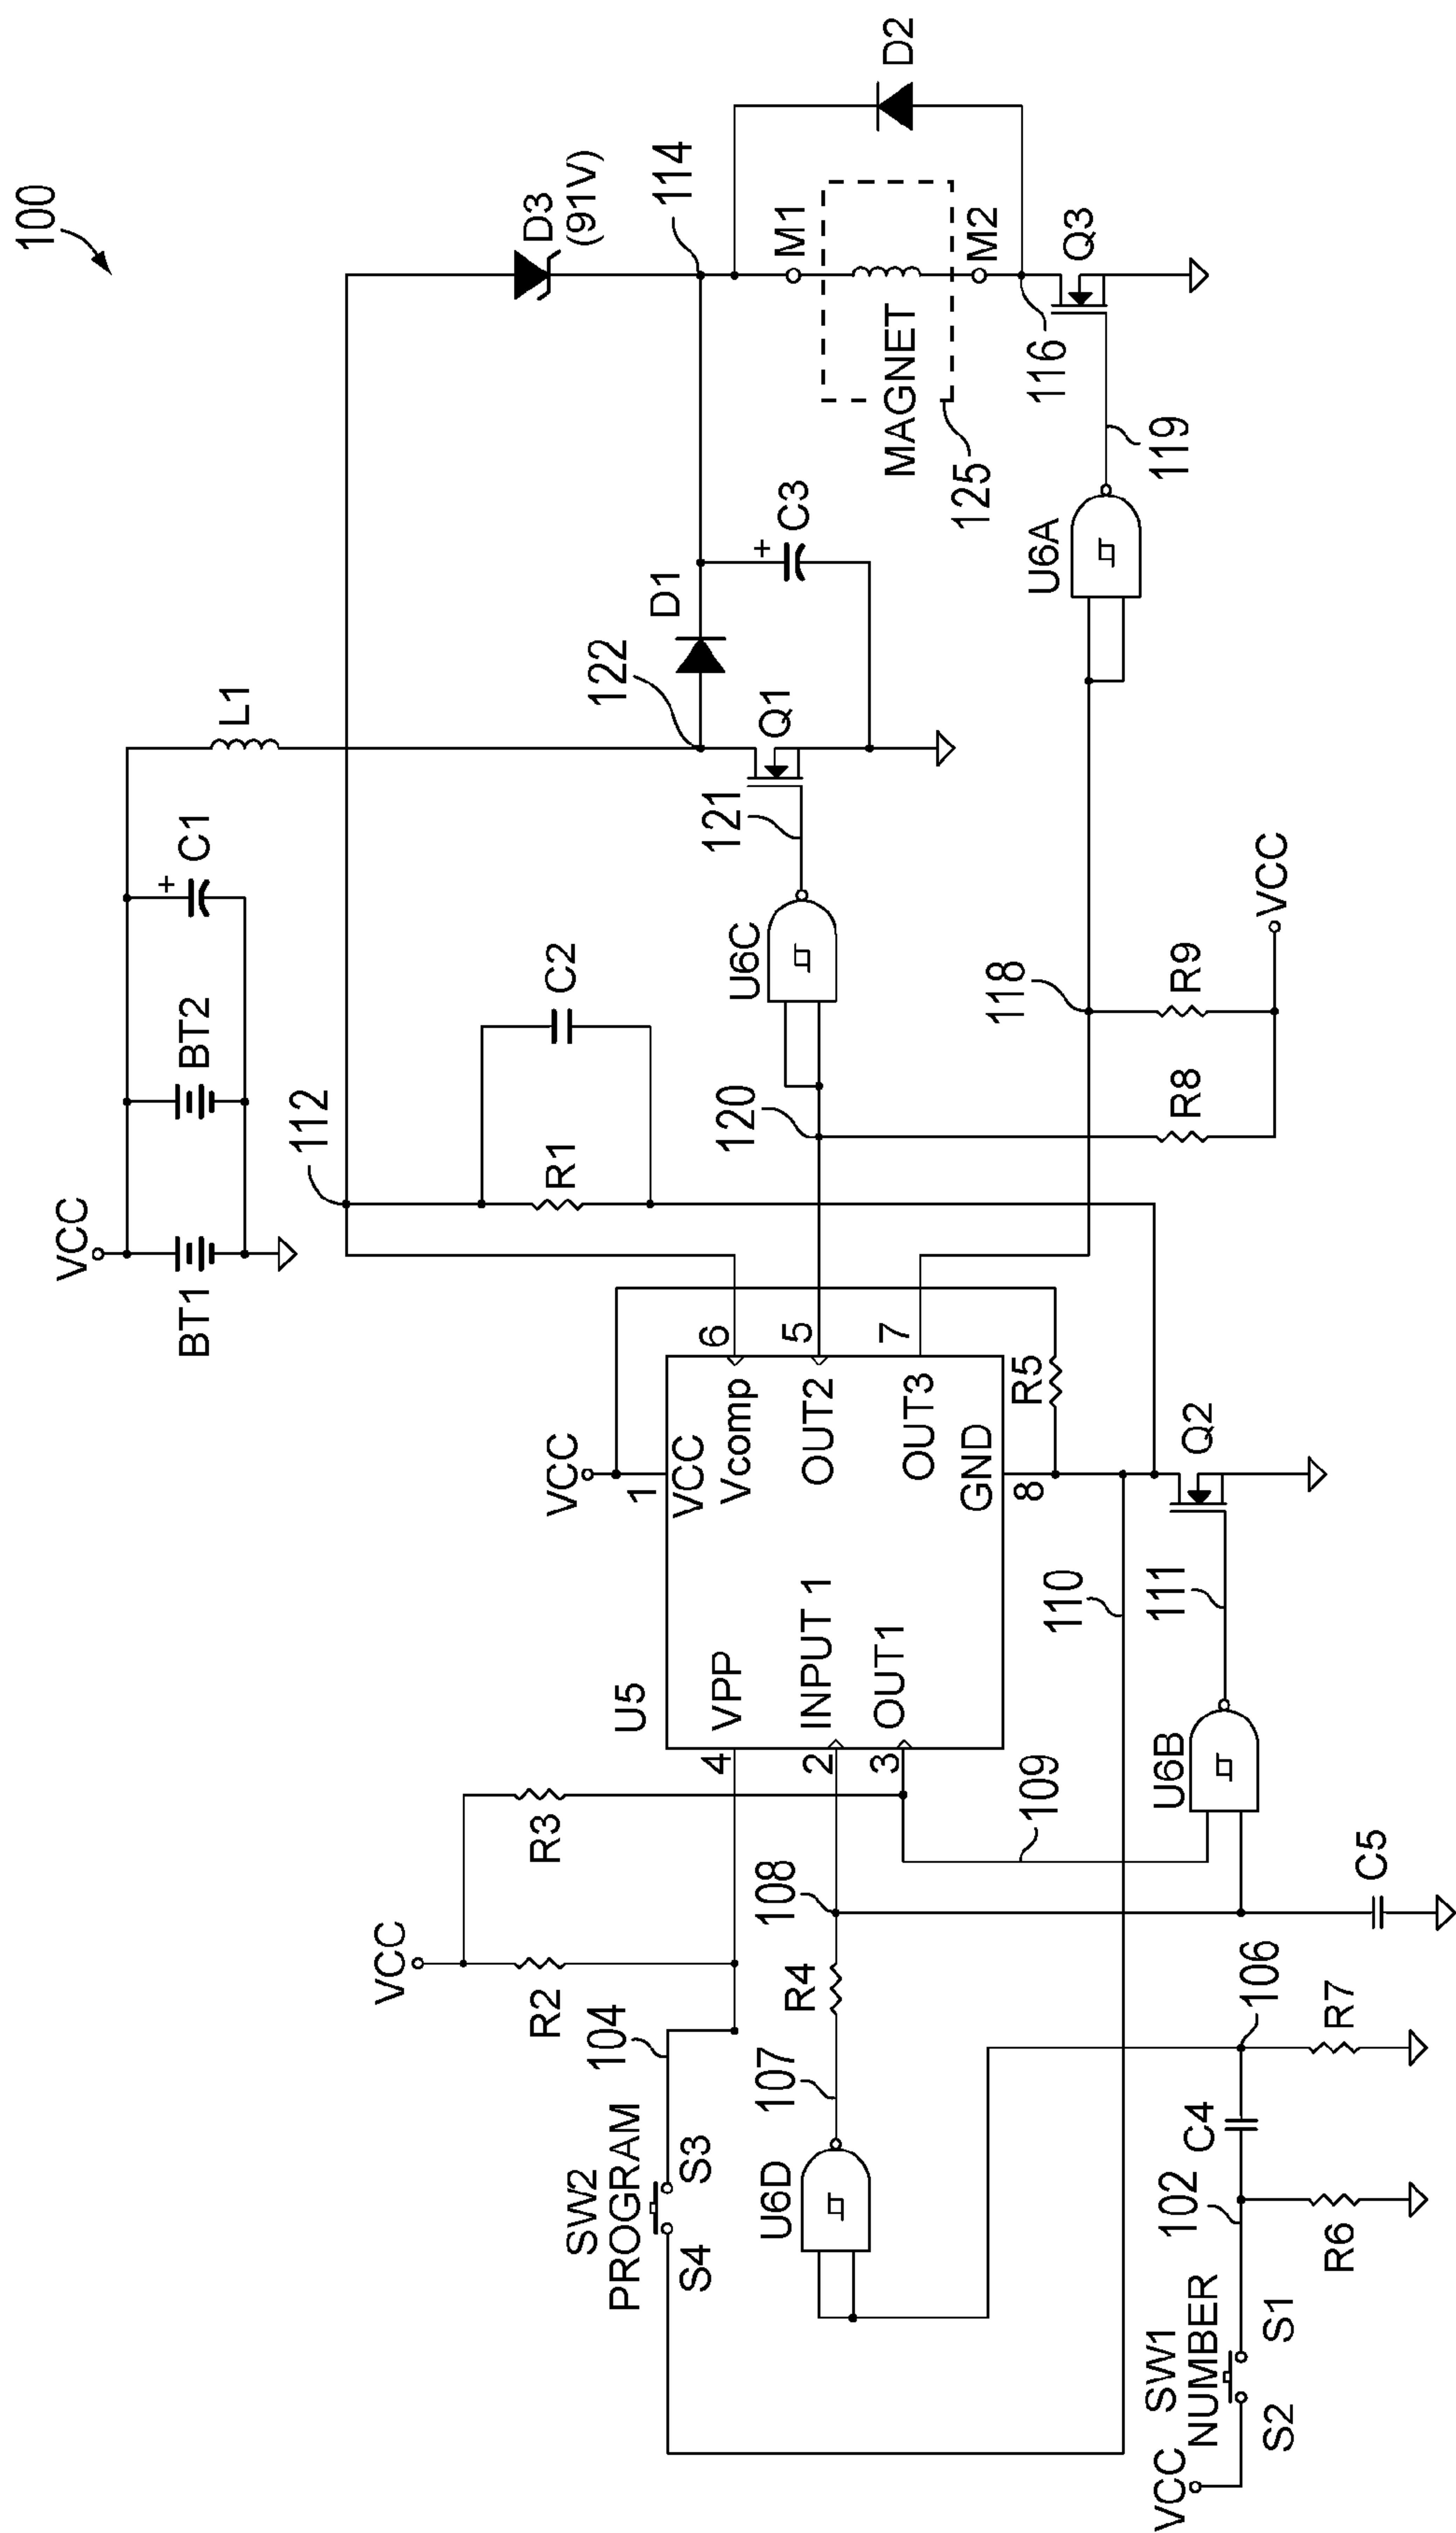 100
VCC
BT1
BT2
C1
+
L1
112
D3
(91V)
114
D2
M1
MAGNET
M2
125
116
Q3
119
122
D1
+
C3
Q1
121
U6C
C2
R1
120
118
R8
R9
VCC
U6A
VCC
1
VCC
6
Vcomp
5
OUT2
7
OUT3
R5
GND
8
U5
VPP
4
INPUT 1
2
OUT1
3
Q2
110
111
U6B
109
108
C5
R3
VCC
R2
104
R4
107
106
R7
SW2
PROGRAM
S3
S4
U6D
C4
102
R6
SW1
NUMBER
S1
S2
VCC